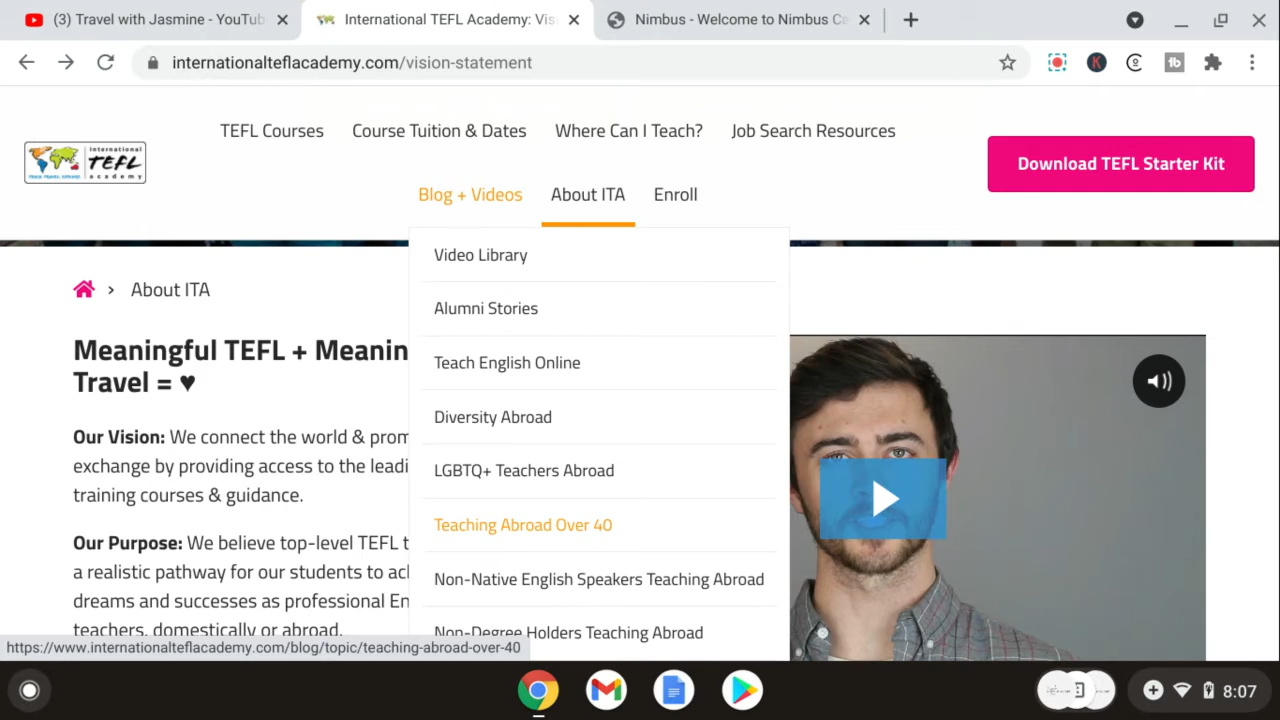 (3) Travel with Jasmine - YouTub
International TEFL Academy: Vis
Nimbus - Welcome to Nimbus Ca
internationalteflacademy.com/vision-statement
TEFL Courses
Course Tuition & Dates
Where Can I Teach?
Job Search Resources
international
TEFL
academy
Download TEFL Starter Kit
Blog + Videos
About ITA
Enroll
Video Library
Alumni Stories
Teach English Online
Diversity Abroad
LGBTQ+ Teachers Abroad
Teaching Abroad Over 40
Non-Native English Speakers Teaching Abroad
Non-Degree Holders Teaching Abroad
› About ITA
Meaningful TEFL + Meanin
Travel = ♥
Our Vision: We connect the world & prom
exchange by providing access to the leadi
training courses & guidance.
Our Purpose: We believe top-level TEFL t
a realistic pathway for our students to ach
dreams and successes as professional En
teachers, domestically or abroad.
https://www.internationalteflacademy.com/blog/topic/teaching-abroad-over-40
8:07